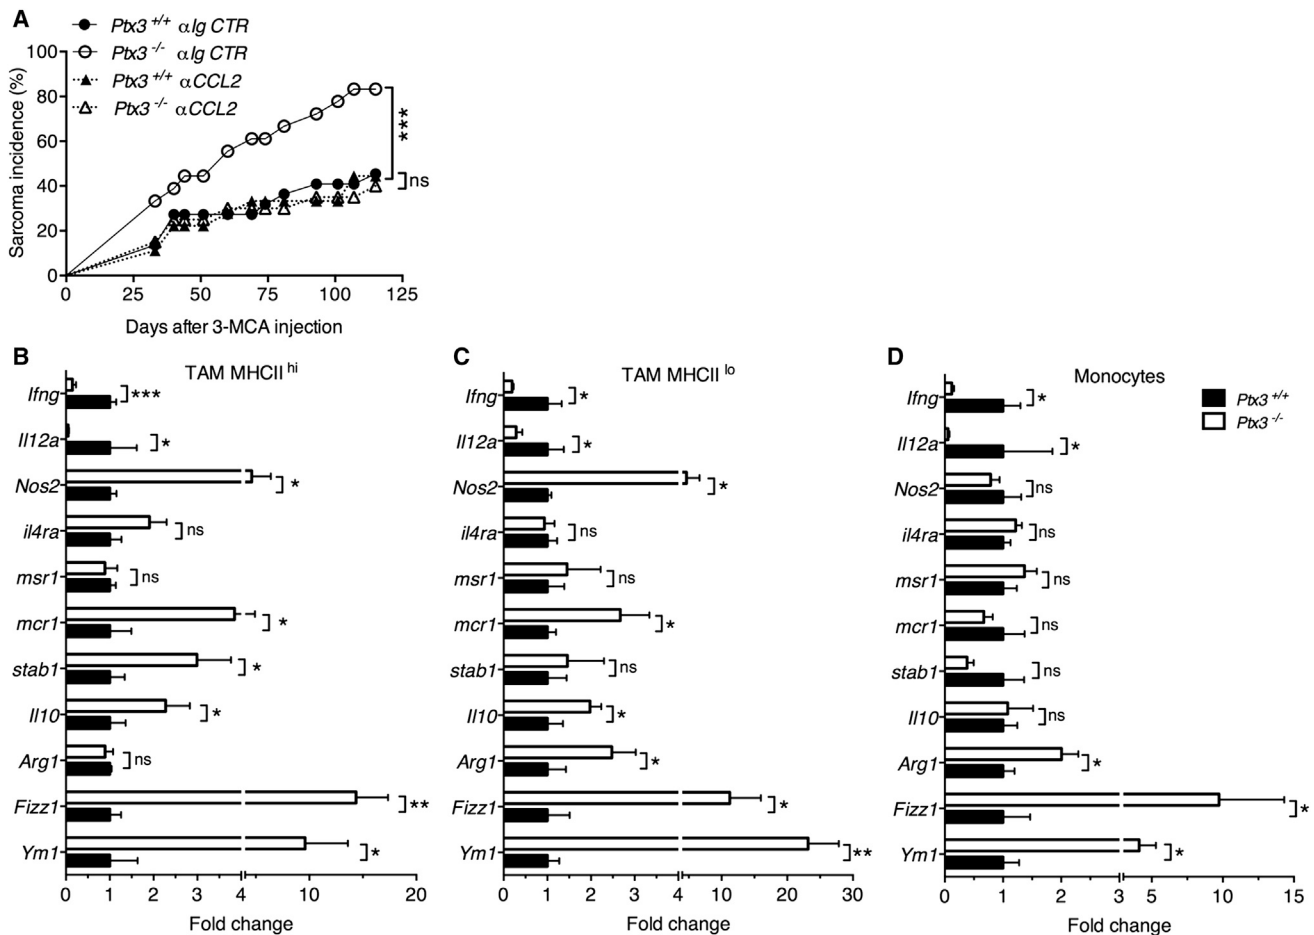 A
Ptx3 +/+ αIg CTR
Ptx3 -/- αIg CTR
Ptx3 +/+ αCCL2
Ptx3 -/- αCCL2
Sarcoma incidence (%)
100
80
60
40
20
0
***
ns
0 25 50 75 100 125
Days after 3-MCA injection
B
TAM MHCII hi
Ifng ***
Il12a *
Nos2 *
il4ra ns
msr1 ns
mcr1 *
stab1 *
Il10 *
Arg1 ns
Fizz1 **
Ym1 *
0 1 2 3 4 10 20
Fold change
C
TAM MHCII lo
Ifng *
Il12a *
Nos2 *
il4ra ns
msr1 ns
mcr1 *
stab1 ns
Il10 *
Arg1 *
Fizz1 *
Ym1 **
0 1 2 3 4 10 20 30
Fold change
D
Monocytes
Ptx3 +/+
Ptx3 -/-
Ifng *
Il12a *
Nos2 ns
il4ra ns
msr1 ns
mcr1 ns
stab1 ns
Il10 ns
Arg1 *
Fizz1 *
Ym1 *
0 1 2 3 5 10 15
Fold change